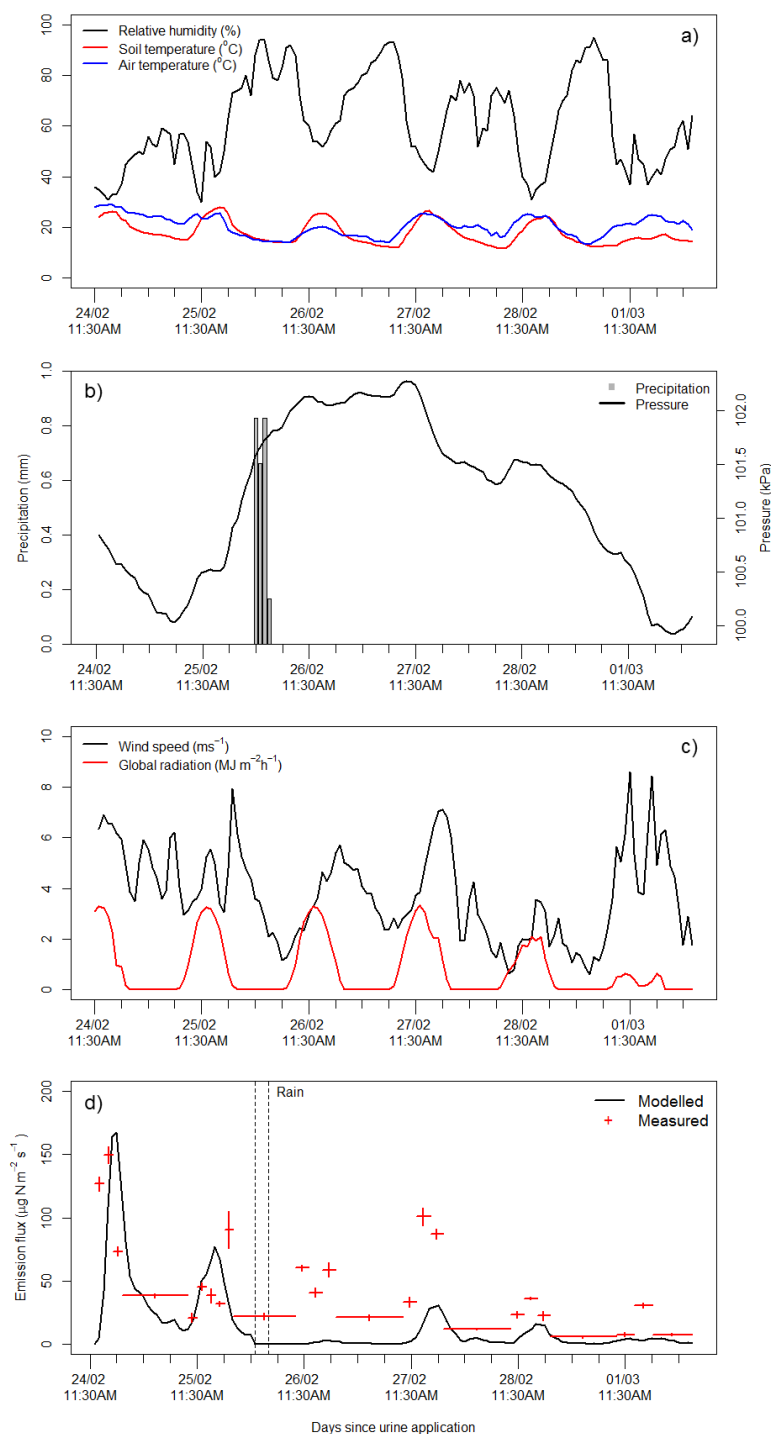 a)
Relative humidity (%)
Soil temperature (°C)
Air temperature (°C)
100
80
60
40
20
0
24/02 25/02 26/02 27/02 28/02 01/03
11:30AM 11:30AM 11:30AM 11:30AM 11:30AM 11:30AM
b)
Precipitation
Pressure
Precipitation (mm)
1.0
0.8
0.6
0.4
0.2
0.0
Pressure (kPa)
102.0
101.5
101.0
100.5
100.0
24/02 25/02 26/02 27/02 28/02 01/03
11:30AM 11:30AM 11:30AM 11:30AM 11:30AM 11:30AM
c)
Wind speed (ms⁻¹)
Global radiation (MJ m⁻²h⁻¹)
10
8
6
4
2
0
24/02 25/02 26/02 27/02 28/02 01/03
11:30AM 11:30AM 11:30AM 11:30AM 11:30AM 11:30AM
d)
Rain
Modelled
Measured
Emission flux (µg N m⁻² s⁻¹)
200
150
100
50
0
24/02 25/02 26/02 27/02 28/02 01/03
11:30AM 11:30AM 11:30AM 11:30AM 11:30AM 11:30AM
Days since urine application